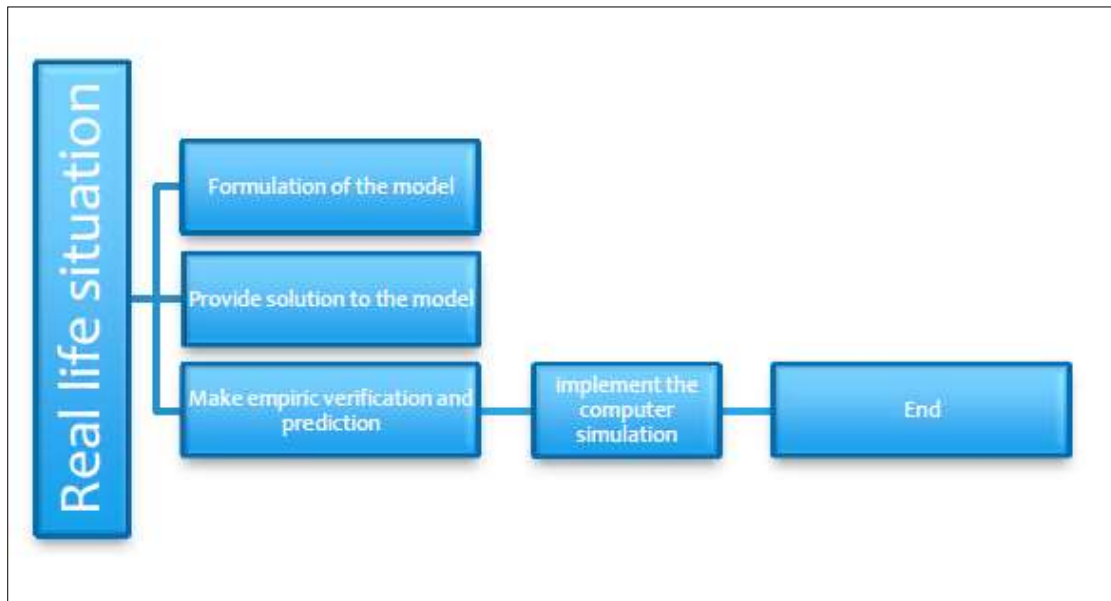 Real life situation
Formulation of the model
Provide solution to the model
Make empiric verification and
prediction
implement the
computer
simulation
End